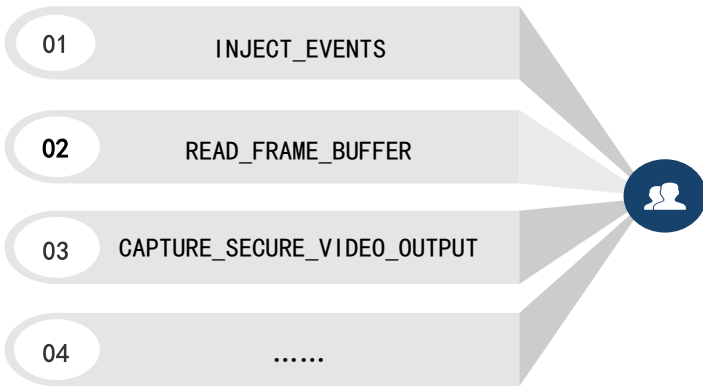 01 INJECT_EVENTS
02 READ_FRAME_BUFFER
03 CAPTURE_SECURE_VIDEO_OUTPUT
04 ……